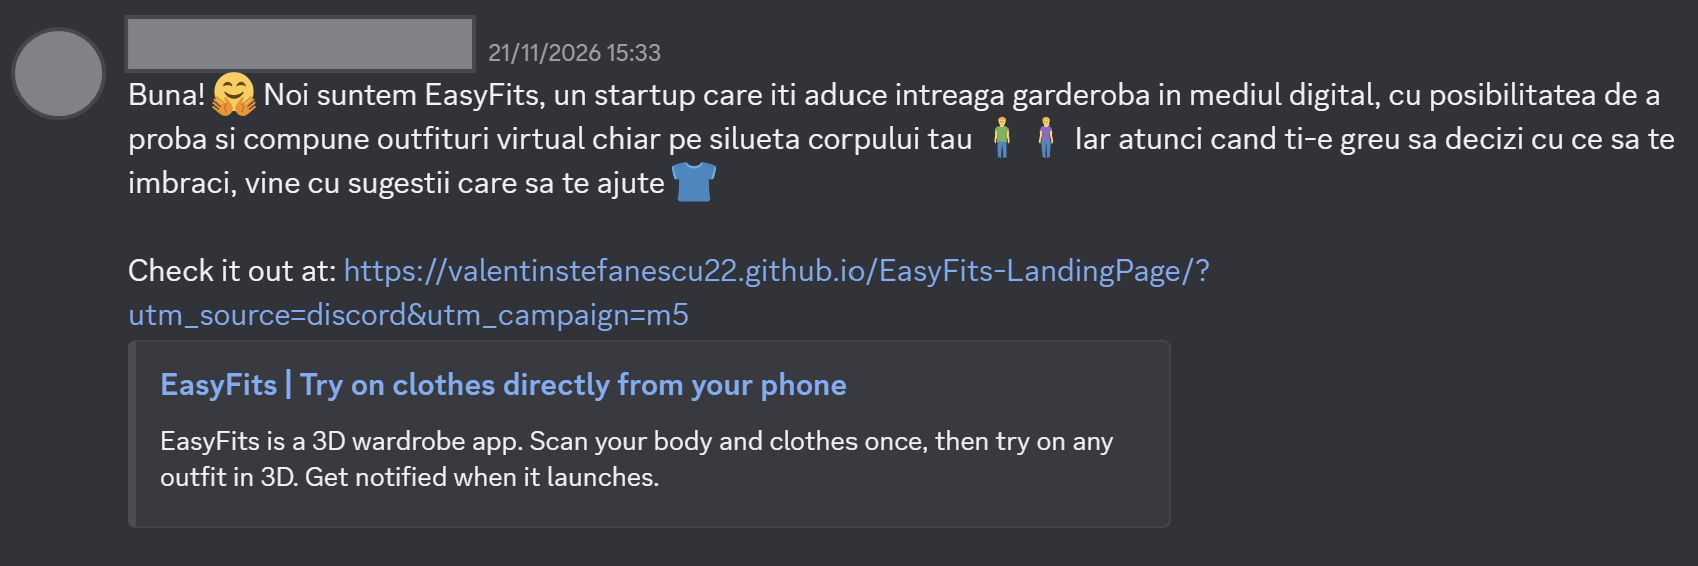 21/11/2026 15:33
Buna! 🤗 Noi suntem EasyFits, un startup care iti aduce intreaga garderoba in mediul digital, cu posibilitatea de a
proba si compune outfituri virtual chiar pe silueta corpului tau 🧍‍♂️ 🧍‍♀️ Iar atunci cand ti-e greu sa decizi cu ce sa te
imbraci, vine cu sugestii care sa te ajute 👕
Check it out at: https://valentinstefanescu22.github.io/EasyFits-LandingPage/?
utm_source=discord&utm_campaign=m5
EasyFits | Try on clothes directly from your phone
EasyFits is a 3D wardrobe app. Scan your body and clothes once, then try on any
outfit in 3D. Get notified when it launches.